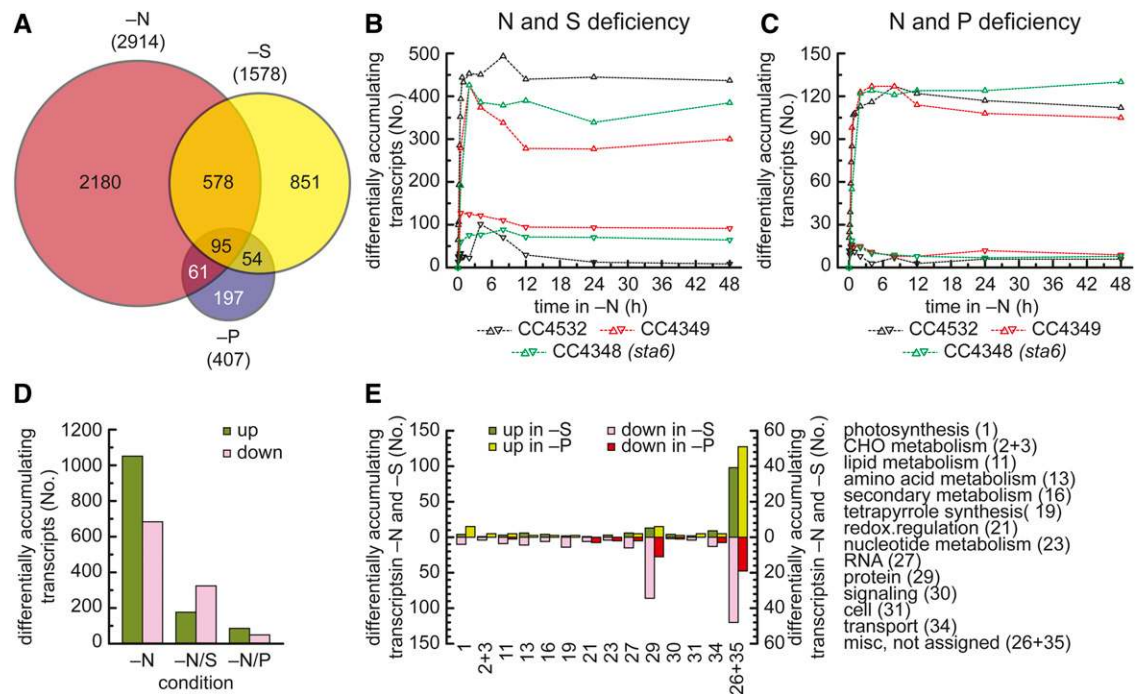 A
–N
(2914)
–S
(1578)
2180
578
851
95
54
61
197
–P
(407)
B
N and S deficiency
differentially accumulating
transcripts (No.)
500
400
300
200
100
0
0 6 12 18 24 30 36 42 48
time in –N (h)
CC4532
CC4349
CC4348 (sta6)
C
N and P deficiency
differentially accumulating
transcripts (No.)
150
120
90
60
30
0
0 6 12 18 24 30 36 42 48
time in –N (h)
CC4532
CC4349
CC4348 (sta6)
D
differentially accumulating
transcripts (No.)
1200
1000
800
600
400
200
0
up
down
–N –N/S –N/P
condition
E
differentially accumulating
transcriptsin –N and –S (No.)
150
100
50
0
50
100
150
up in –S
down in –S
up in –P
down in –P
60
40
20
0
20
40
60
differentially accumulating
transcriptsin –N and –S (No.)
1 2+3 11 13 16 19 21 23 27 29 30 31 34 26+35
photosynthesis (1)
CHO metabolism (2+3)
lipid metabolism (11)
amino acid metabolism (13)
secondary metabolism (16)
tetrapyrrole synthesis( 19)
redox.regulation (21)
nucleotide metabolism (23)
RNA (27)
protein (29)
signaling (30)
cell (31)
transport (34)
misc, not assigned (26+35)